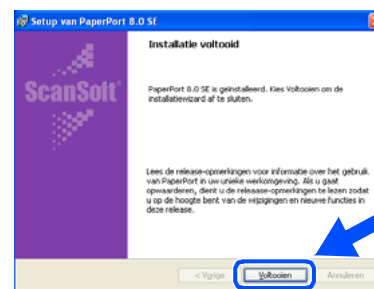 Setup van PaperPort 8.0 SE
Installatie voltooid
ScanSoft®
PaperPort 8.0 SE is geïnstalleerd. Kies Voltooien om de
installatiewizard af te sluiten.
Lees de release-opmerkingen voor informatie over het gebruik
van PaperPort in uw unieke werkomgeving. Als u gaat
opwaarderen, dient u de release-opmerkingen te lezen zodat
u op de hoogte bent van de wijzigingen en nieuwe functies in
deze release.
< Vorige
Voltooien
Annuleren